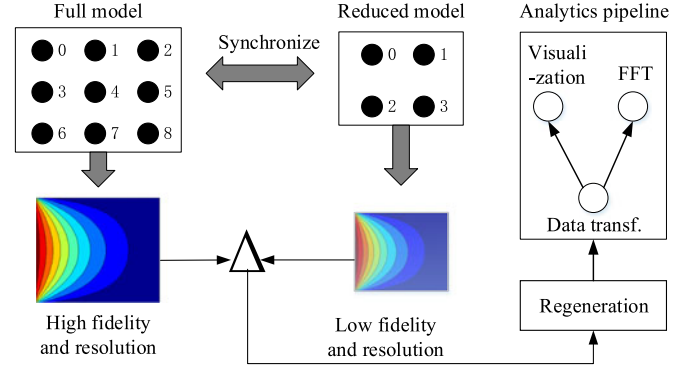 Full model
Reduced model
Analytics pipeline
0 1 2
3 4 5
6 7 8
Synchronize
0 1
2 3
Visuali
-zation
FFT
Data transf.
High fidelity
and resolution
Low fidelity
and resolution
Regeneration